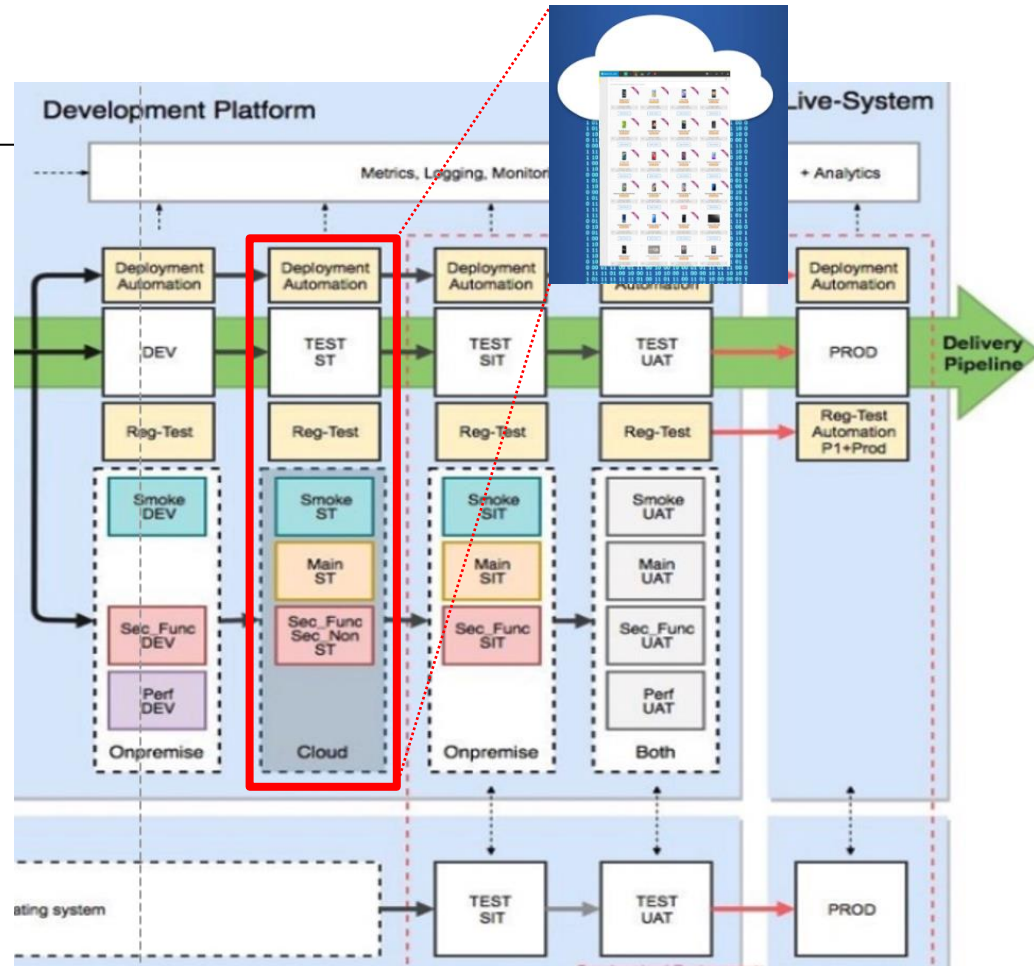 Development Platform
Live-System
Metrics, Logging, Monitori
+ Analytics
Deployment
Automation
Deployment
Automation
Deployment
Automation
Automation
Deployment
Automation
DEV
TEST
ST
TEST
SIT
TEST
UAT
PROD
Delivery
Pipeline
Reg-Test
Reg-Test
Reg-Test
Reg-Test
Reg-Test
Automation
P1+Prod
Smoke
DEV
Smoke
ST
Smoke
SIT
Smoke
UAT
Main
ST
Main
SIT
Main
UAT
Sec_Func
DEV
Sec_Func
Sec_Non
ST
Sec_Func
SIT
Sec_Func
UAT
Perf
DEV
Perf
UAT
Onpremise
Cloud
Onpremise
Both
ating system
TEST
SIT
TEST
UAT
PROD